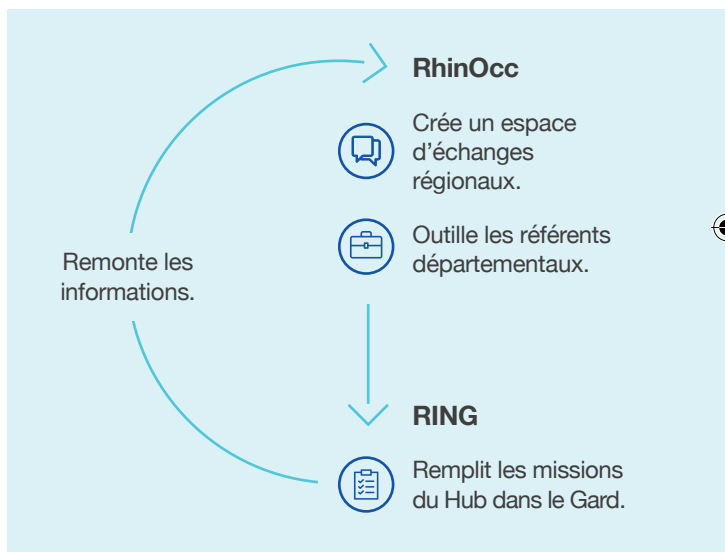 RhinOcc
Crée un espace
d’échanges
régionaux.
Outille les référents
départementaux.
Remonte les
informations.
RING
Remplit les missions
du Hub dans le Gard.